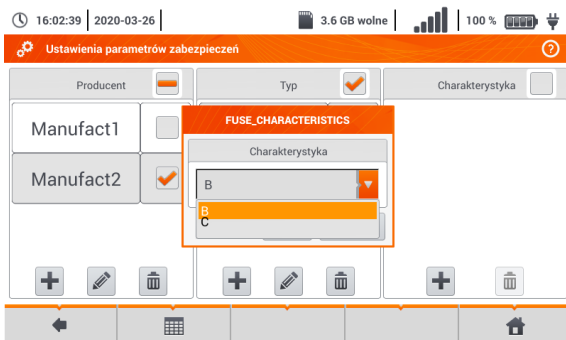 16:02:39 2020-03-26 3.6 GB wolne 100 %
Ustawienia parametrów zabezpieczeń
Producent Typ Charakterystyka
FUSE_CHARACTERISTICS
Manufact1
Charakterystyka
Manufact2
B
B
C